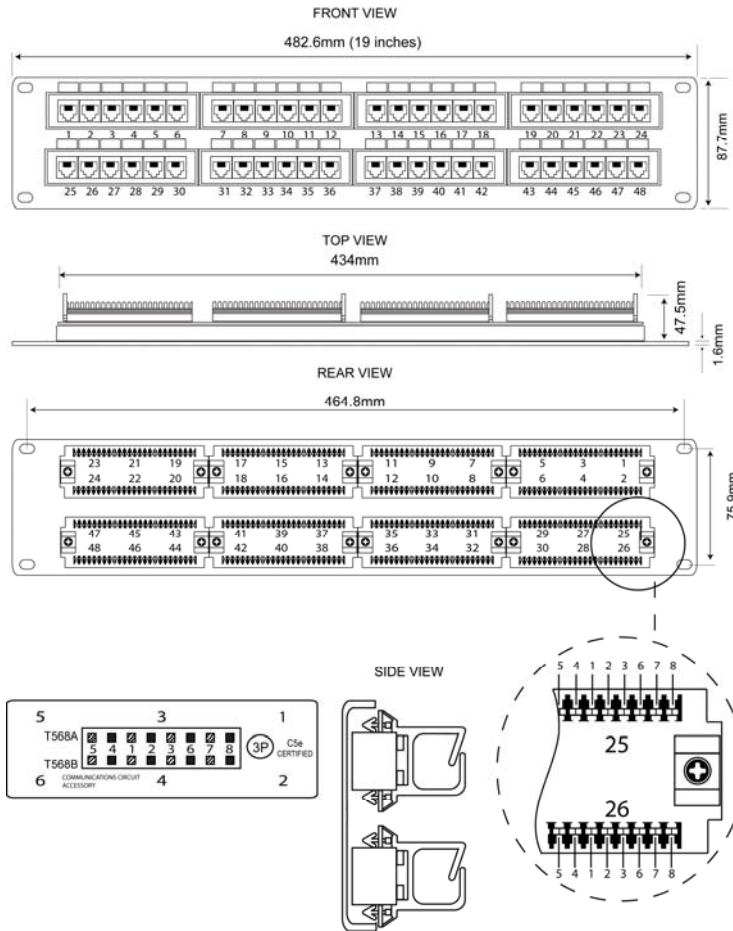 FRONT VIEW
482.6mm (19 inches)
1 2 3 4 5 6 7 8 9 10 11 12 13 14 15 16 17 18 19 20 21 22 23 24
87.7mm
25 26 27 28 29 30 31 32 33 34 35 36 37 38 39 40 41 42 43 44 45 46 47 48
TOP VIEW
434mm
47.5mm
1.6mm
REAR VIEW
464.8mm
23 21 19 17 15 13 11 9 7 5 3 1
24 22 20 18 16 14 12 10 8 6 4 2
75.9mm
47 45 43 41 39 37 35 33 31 29 27 25
48 46 44 42 40 38 36 34 32 30 28 26
SIDE VIEW
5 4 1 2 3 6 7 8
25
26
5 4 1 2 3 6 7 8
5 3 1
T568A
5 4 1 2 3 6 7 8
3P
C5e
CERTIFIED
T568B
6 4 2
COMMUNICATIONS CIRCUIT
ACCESSORY